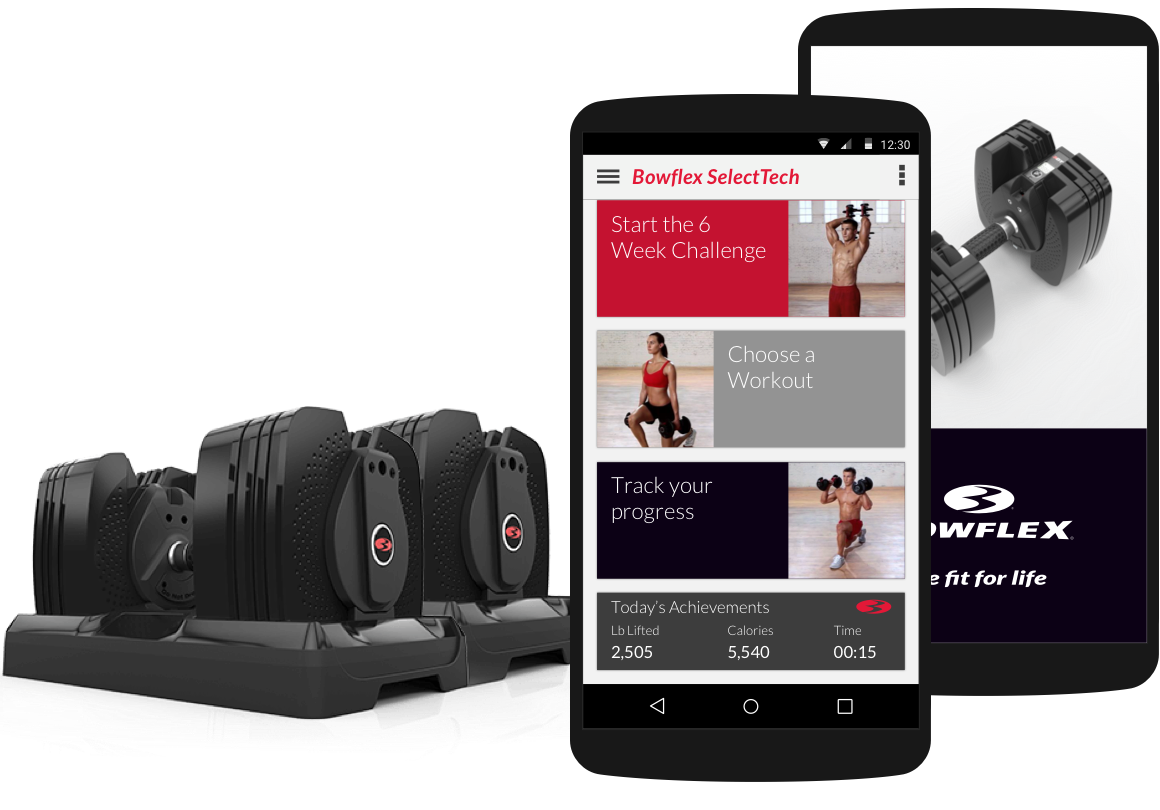 12:30
Bowflex SelectTech
Start the 6
Week Challenge
Choose a
Workout
Track your
progress
Today's Achievements
Lb Lifted
Calories
Time
2,505
5,540
00:15
OWFLEX
e fit for life